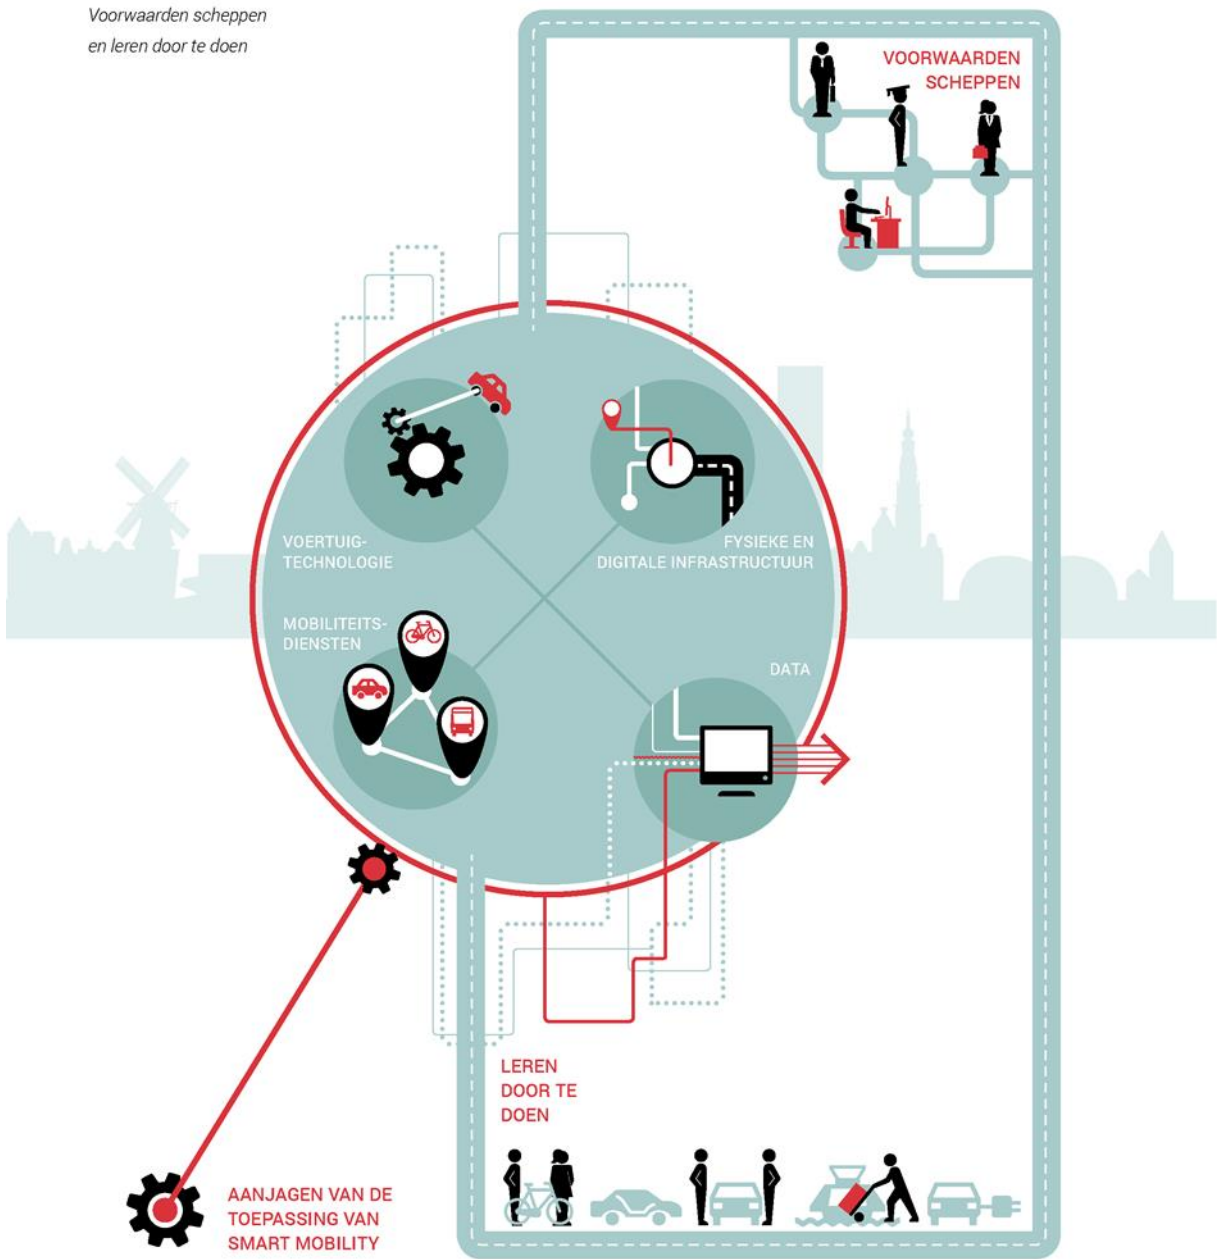 Voorwaarden scheppen
en leren door te doen
VOORWAARDEN
SCHEPPEN
VOERTUIG-
TECHNOLOGIE
FYSIEKE EN
DIGITALE INFRASTRUCTUUR
MOBILITEITS-
DIENSTEN
DATA
LEREN
DOOR TE
DOEN
AANJAGEN VAN DE
TOEPASSING VAN
SMART MOBILITY